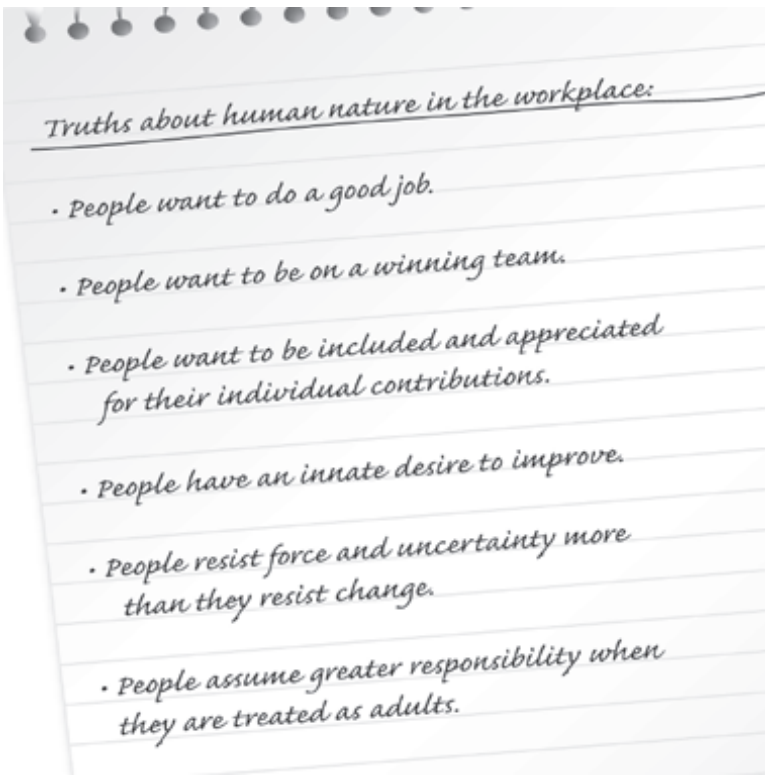 Truths about human nature in the workplace:
• People want to do a good job.
• People want to be on a winning team.
• People want to be included and appreciated
for their individual contributions.
• People have an innate desire to improve.
• People resist force and uncertainty more
than they resist change.
• People assume greater responsibility when
they are treated as adults.